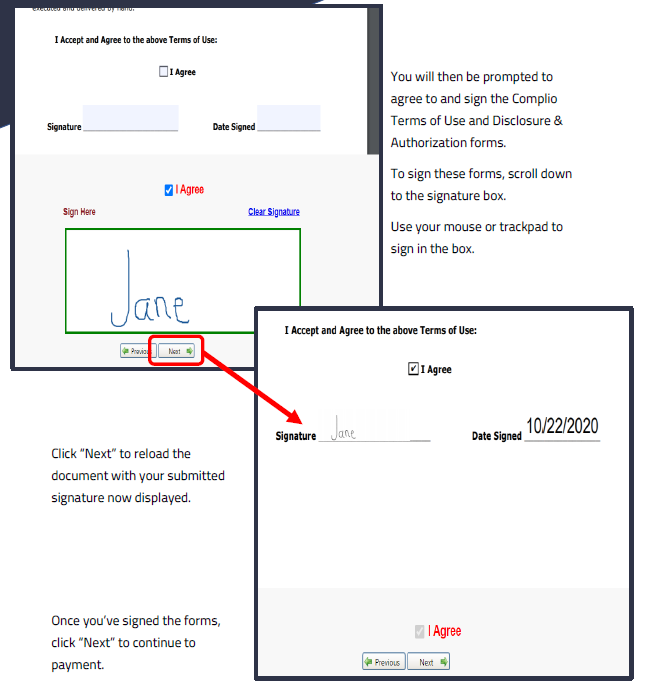 executed and delivered by hand.
I Accept and Agree to the above Terms of Use:
I Agree
Signature
Date Signed
I Agree
Sign Here
Clear Signature
Jane
Previous
Next
You will then be prompted to
agree to and sign the Complio
Terms of Use and Disclosure &
Authorization forms.
To sign these forms, scroll down
to the signature box.
Use your mouse or trackpad to
sign in the box.
I Accept and Agree to the above Terms of Use:
I Agree
Signature Jane
Date Signed 10/22/2020
Click “Next” to reload the
document with your submitted
signature now displayed.
Once you’ve signed the forms,
click “Next” to continue to
payment.
I Agree
Previous
Next